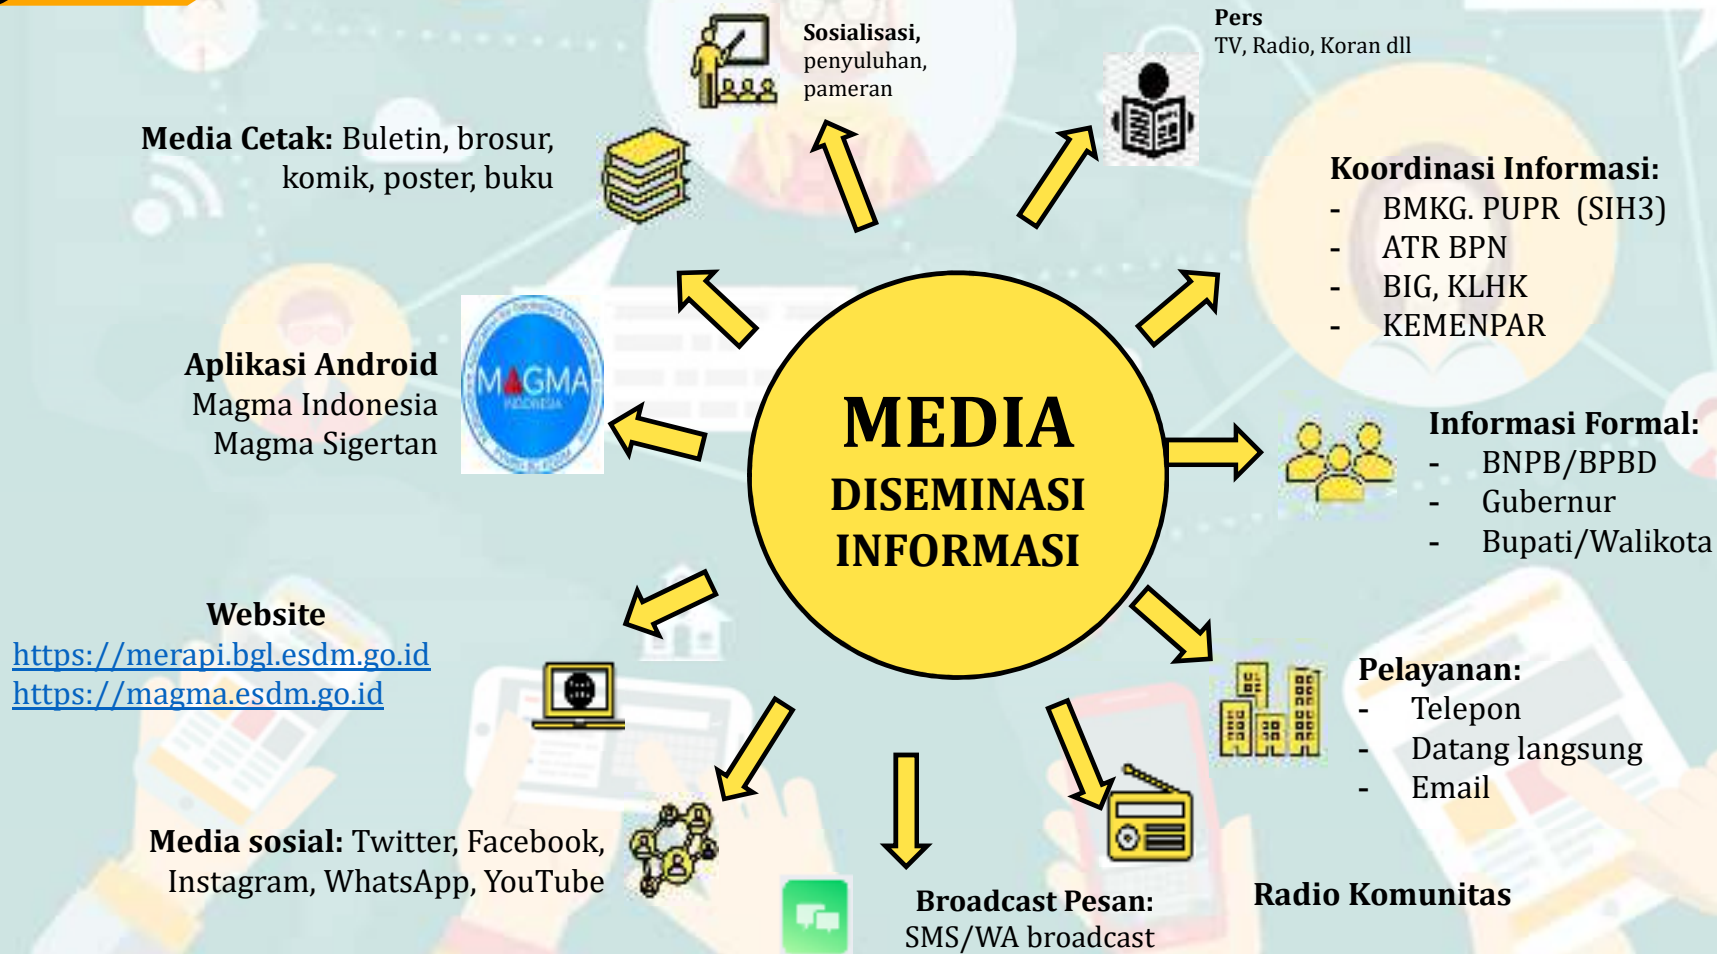 Sosialisasi,
penyuluhan,
pameran
Pers
TV, Radio, Koran dll
Media Cetak: Buletin, brosur,
komik, poster, buku
Koordinasi Informasi:
- BMKG. PUPR (SIH3)
- ATR BPN
- BIG, KLHK
- KEMENPAR
Aplikasi Android
Magma Indonesia
Magma Sigertan
MAGMA
INDONESIA
MEDIA
DISEMINASI
INFORMASI
Informasi Formal:
- BNPB/BPBD
- Gubernur
- Bupati/Walikota
Website
https://merapi.bgl.esdm.go.id
https://magma.esdm.go.id
Pelayanan:
- Telepon
- Datang langsung
- Email
Media sosial: Twitter, Facebook,
Instagram, WhatsApp, YouTube
Broadcast Pesan:
SMS/WA broadcast
Radio Komunitas